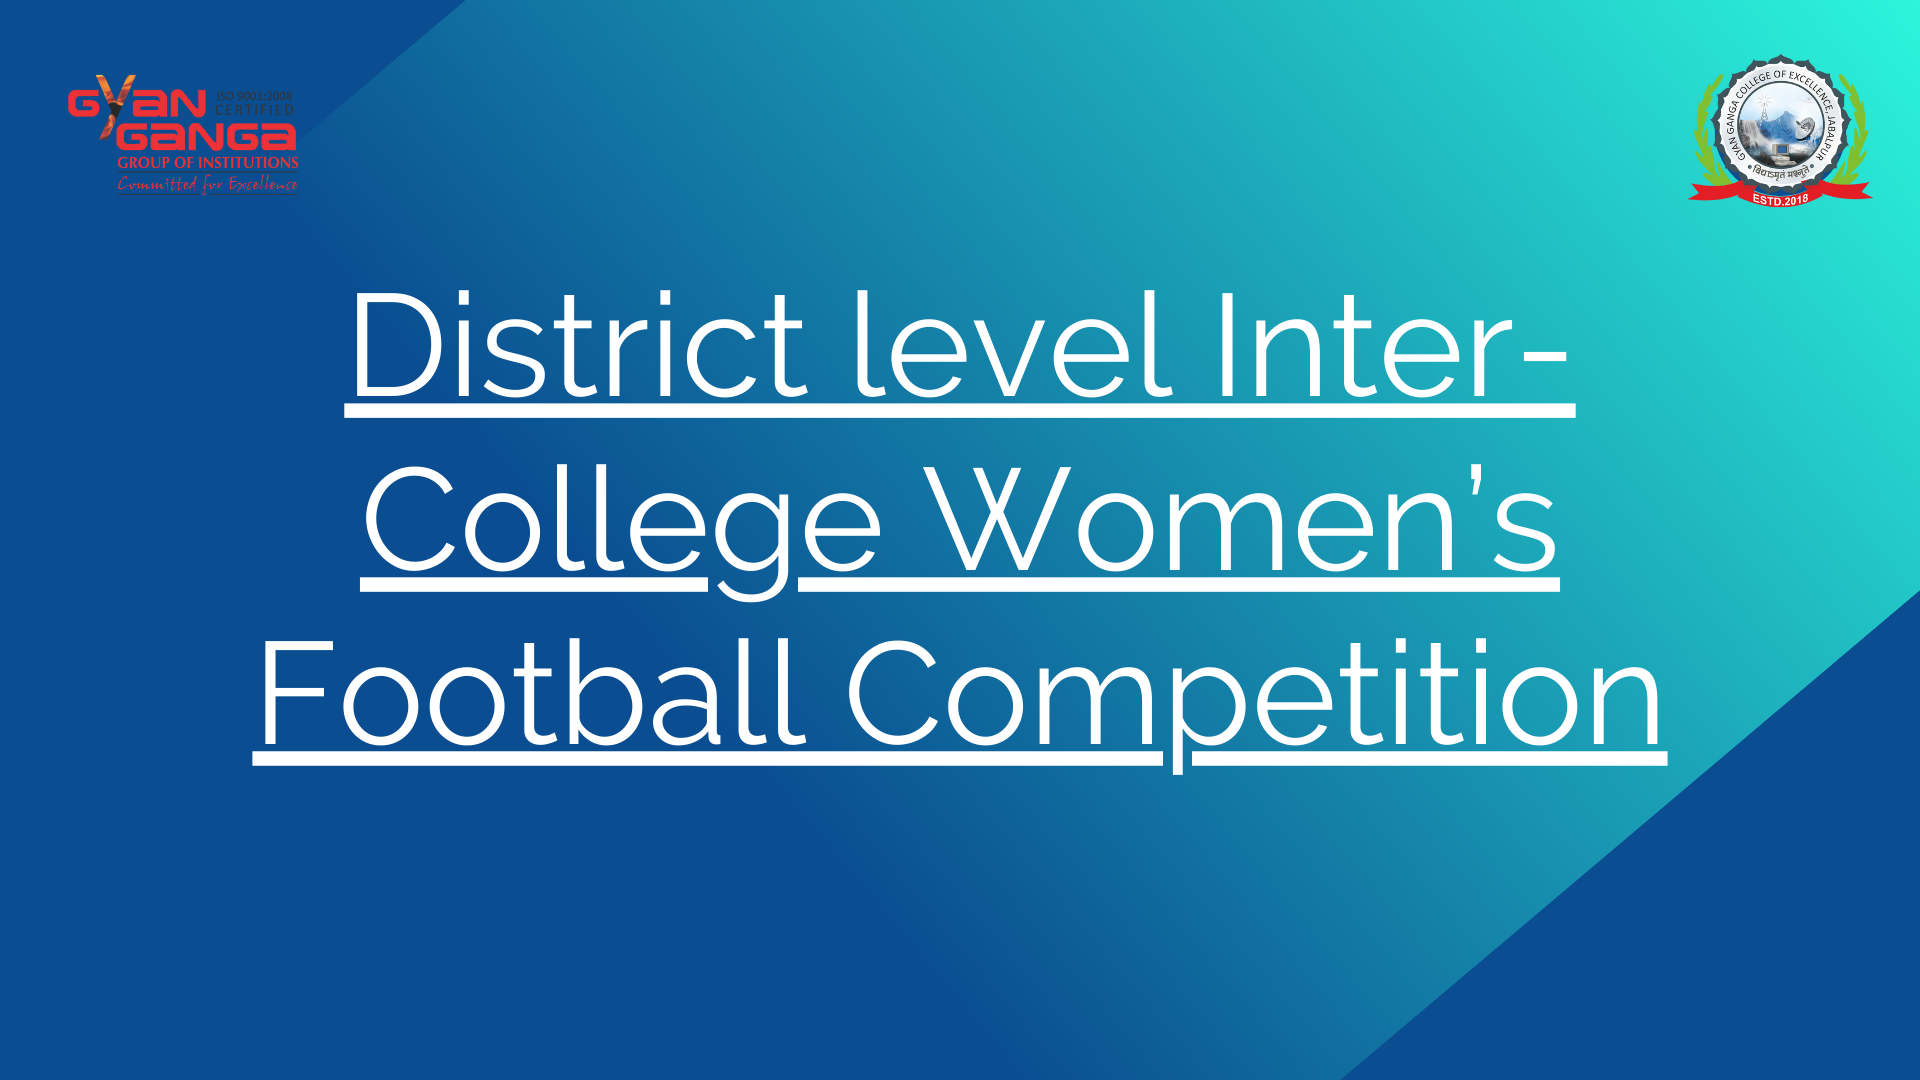 GYAN
ISO 9001:2008
CERTIFIED
GANGA
GROUP OF INSTITUTIONS
Committed for Excellence
GYAN GANGA COLLEGE OF EXCELLENCE, JABALPUR
ESTD.2018
District level Inter-
College Women’s
Football Competition